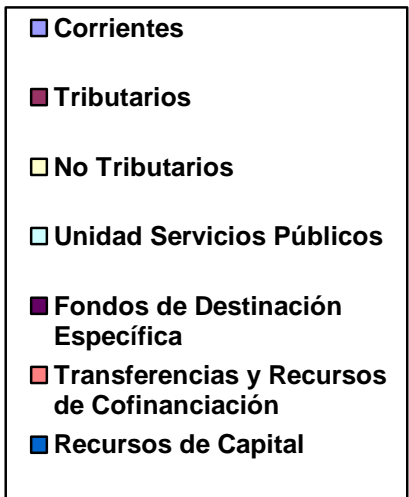 Corrientes
Tributarios
No Tributarios
Unidad Servicios Públicos
Fondos de Destinación
Específica
Transferencias y Recursos
de Cofinanciación
Recursos de Capital